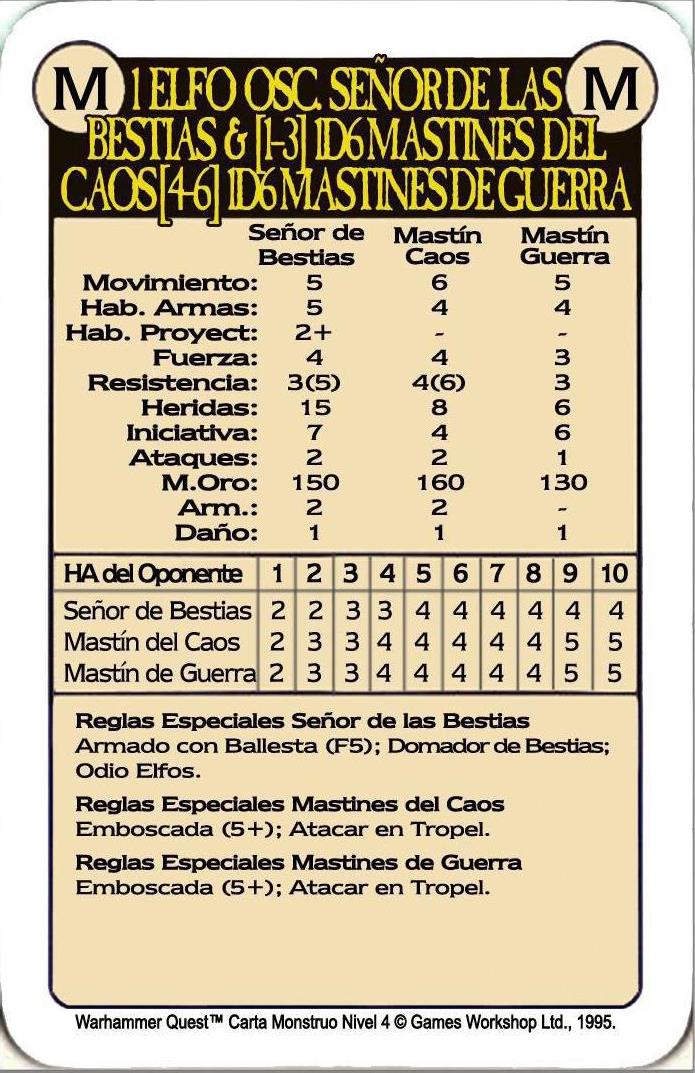 M 1 ELFO OSC. SEÑOR DE LAS M
BESTIAS & [1-3] 1D6 MASTINES DEL
CAOS [4-6] 1D6 MASTINES DE GUERRA
Señor de Mastín Mastín
Bestias Caos Guerra
Movimiento: 5 6 5
Hab. Armas: 5 4 4
Hab. Proyect: 2+ - -
Fuerza: 4 4 3
Resistencia: 3(5) 4(6) 3
Heridas: 15 8 6
Iniciativa: 7 4 6
Ataques: 2 2 1
M.Oro: 150 160 130
Arm.: 2 2 -
Daño: 1 1 1
HA del Oponente 1 2 3 4 5 6 7 8 9 10
Señor de Bestias 2 2 3 3 4 4 4 4 4 4
Mastín del Caos 2 3 3 4 4 4 4 4 5 5
Mastín de Guerra 2 3 3 4 4 4 4 4 5 5
Reglas Especiales Señor de las Bestias
Armado con Ballesta (F5); Domador de Bestias;
Odio Elfos.
Reglas Especiales Mastines del Caos
Emboscada (5+); Atacar en Tropel.
Reglas Especiales Mastines de Guerra
Emboscada (5+); Atacar en Tropel.
Warhammer Quest™ Carta Monstruo Nivel 4 © Games Workshop Ltd., 1995.